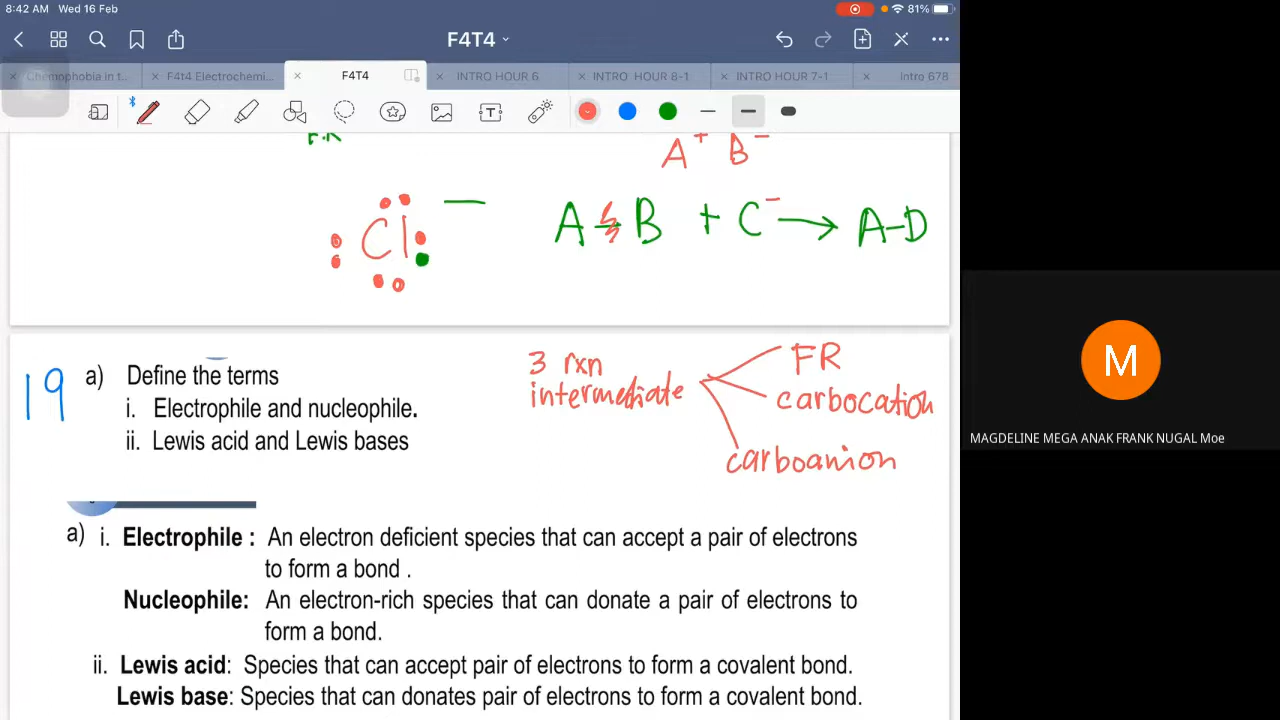 8:42 AM Wed 16 Feb
81%
F4T4
Chemophobia in t...
F4t4 Electrochemi...
F4T4
INTRO HOUR 6
INTRO HOUR 8-1
INTRO HOUR 7-1
Intro 678
F.R
A+ B-
Cl —
A-B + C- → A-D
19
a) Define the terms
i. Electrophile and nucleophile.
ii. Lewis acid and Lewis bases
3 rxn
intermediate
FR
carbocation
carboanion
a) i. Electrophile : An electron deficient species that can accept a pair of electrons
to form a bond .
Nucleophile: An electron-rich species that can donate a pair of electrons to
form a bond.
ii. Lewis acid: Species that can accept pair of electrons to form a covalent bond.
Lewis base: Species that can donates pair of electrons to form a covalent bond.
M
MAGDELINE MEGA ANAK FRANK NUGAL Moe